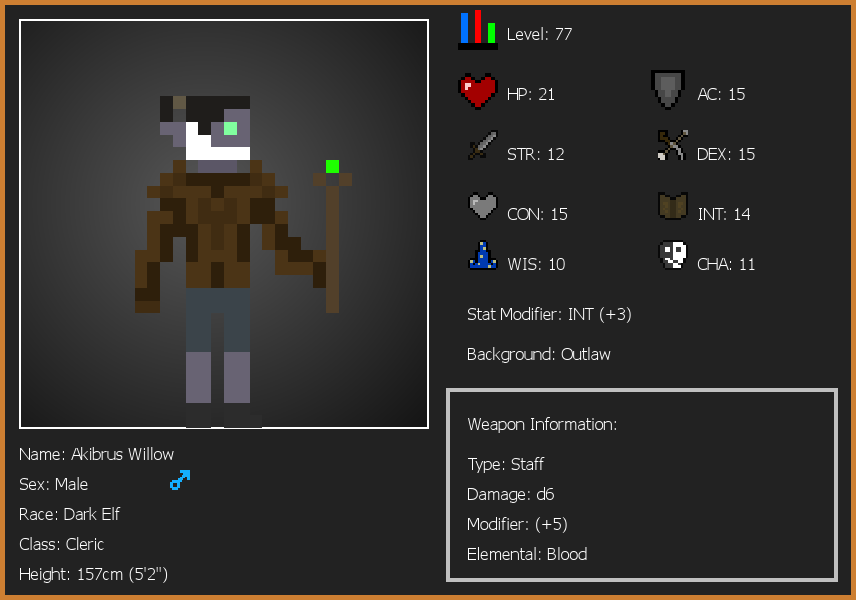 Level: 77
HP: 21
AC: 15
STR: 12
DEX: 15
CON: 15
INT: 14
WIS: 10
CHA: 11
Stat Modifier: INT (+3)
Background: Outlaw
Weapon Information:
Type: Staff
Damage: d6
Modifier: (+5)
Elemental: Blood
Name: Akibrus Willow
Sex: Male
Race: Dark Elf
Class: Cleric
Height: 157cm (5'2")